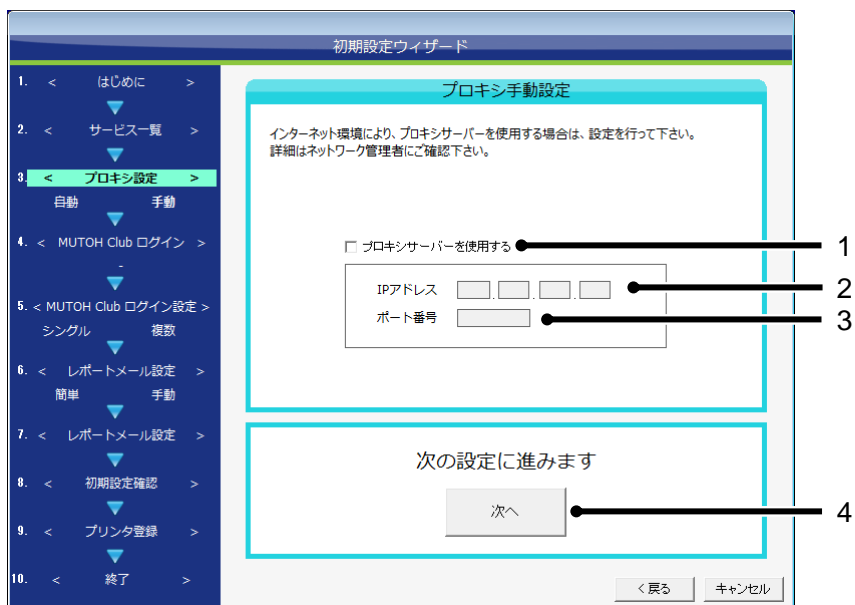 初期設定ウィザード
1. < はじめに >
2. < サービス一覧 >
3. < プロキシ設定 >
自動 手動
4. < MUTOH Club ログイン >
-
5. < MUTOH Club ログイン設定 >
シングル 複数
6. < レポートメール設定 >
簡単 手動
7. < レポートメール設定 >
8. < 初期設定確認 >
9. < プリンタ登録 >
10. < 終了 >
プロキシ手動設定
インターネット環境により、プロキシサーバーを使用する場合は、設定を行って下さい。
詳細はネットワーク管理者にご確認下さい。
プロキシサーバーを使用する 1
IPアドレス . . . 2
ポート番号 3
次の設定に進みます
次へ 4
<戻る キャンセル